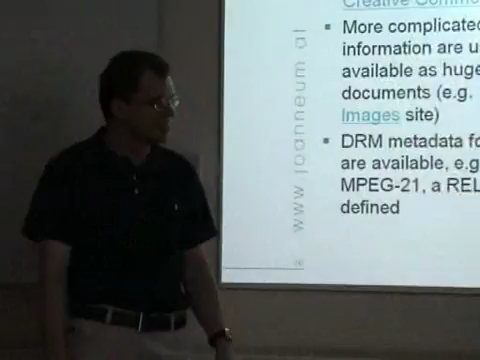 Creative Commo
More complicated
information are u
available as huge
documents (e.g.
Images site)
DRM metadata fo
are available, e.g
MPEG-21, a REL
defined
www.joanneum.at